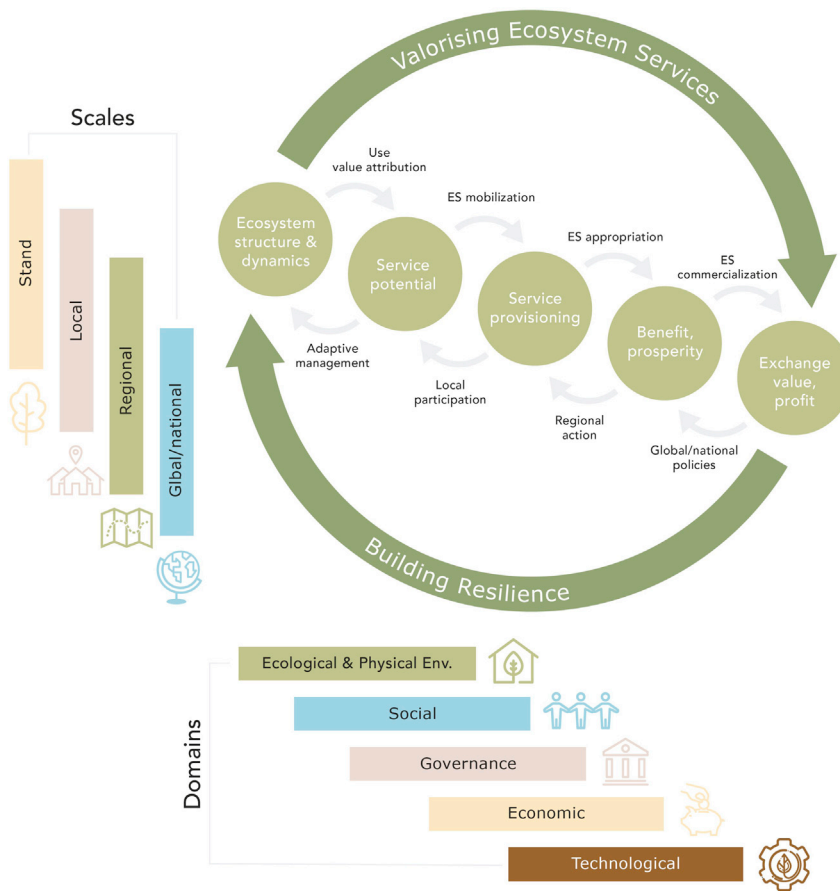 Valorising Ecosystem Services
Scales
Stand
Local
Regional
Glbal/national
Use
value attribution
ES mobilization
ES appropriation
ES
commercialization
Ecosystem
structure &
dynamics
Service
potential
Service
provisioning
Benefit,
prosperity
Exchange
value,
profit
Adaptive
management
Local
participation
Regional
action
Global/national
policies
Building Resilience
Domains
Ecological & Physical Env.
Social
Governance
Economic
Technological